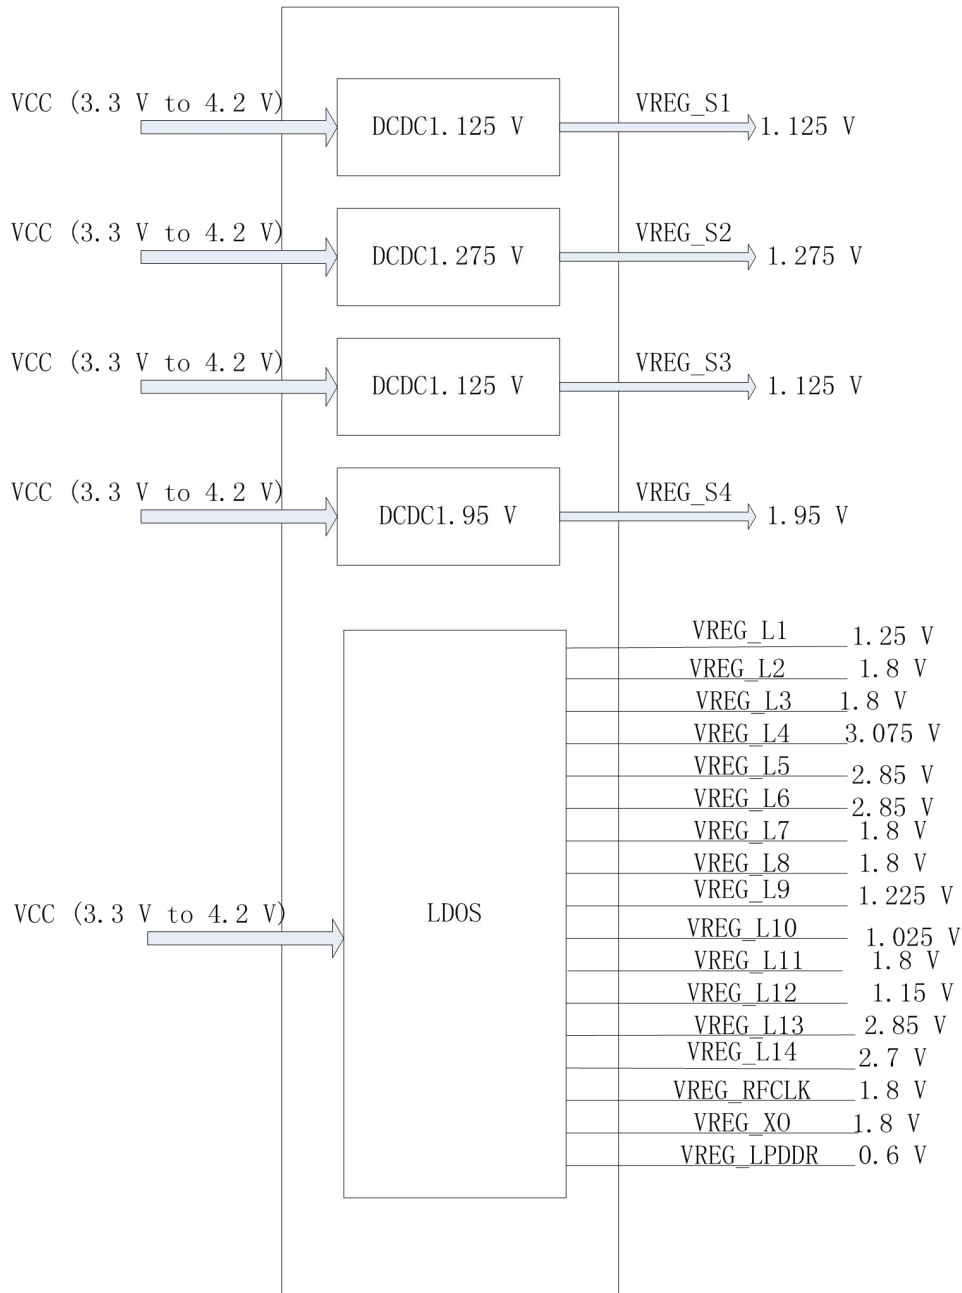 VCC (3.3 V to 4.2 V)
DCDC1.125 V
VREG_S1
1.125 V
VCC (3.3 V to 4.2 V)
DCDC1.275 V
VREG_S2
1.275 V
VCC (3.3 V to 4.2 V)
DCDC1.125 V
VREG_S3
1.125 V
VCC (3.3 V to 4.2 V)
DCDC1.95 V
VREG_S4
1.95 V
VCC (3.3 V to 4.2 V)
LDOS
VREG_L1 1.25 V
VREG_L2 1.8 V
VREG_L3 1.8 V
VREG_L4 3.075 V
VREG_L5 2.85 V
VREG_L6 2.85 V
VREG_L7 1.8 V
VREG_L8 1.8 V
VREG_L9 1.225 V
VREG_L10 1.025 V
VREG_L11 1.8 V
VREG_L12 1.15 V
VREG_L13 2.85 V
VREG_L14 2.7 V
VREG_RFCLK 1.8 V
VREG_XO 1.8 V
VREG_LPDDR 0.6 V